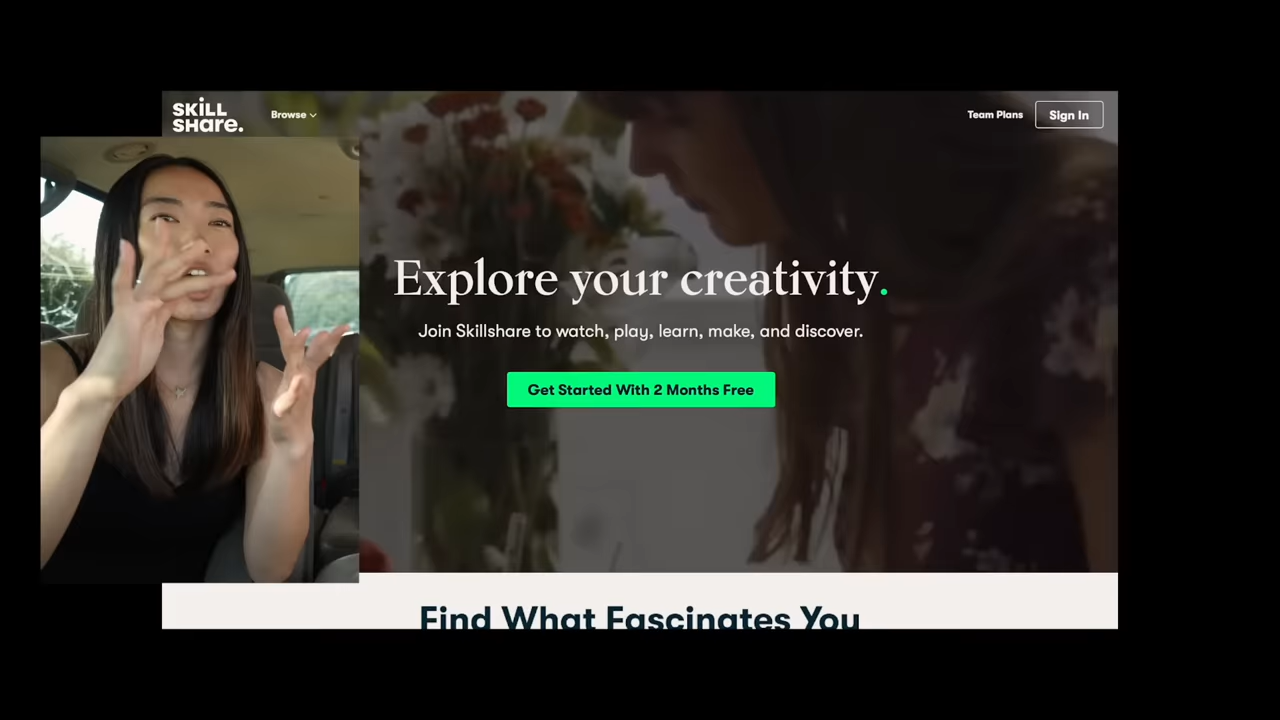 SKiLL
SHare.
Browse
Team Plans
Sign In
Explore your creativity.
Join Skillshare to watch, play, learn, make, and discover.
Get Started With 2 Months Free
Find What Fascinates You